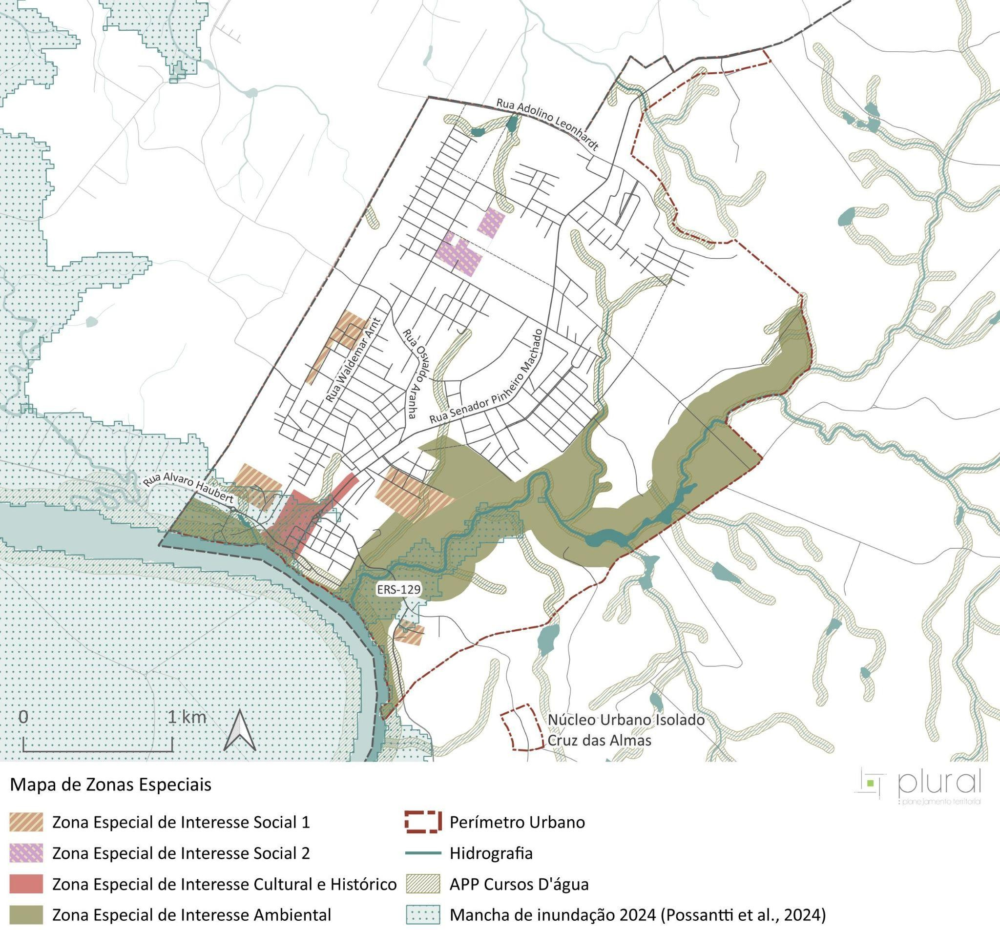 Rua Adolino Leonhardt
Rua Waldemar Arnt
Rua Osvaldo Aranha
Rua Senador Pinheiro Machado
Rua Alvaro Haubert
ERS-129
0
1 km
Núcleo Urbano Isolado
Cruz das Almas
Mapa de Zonas Especiais
plural
: planejamento territorial
Zona Especial de Interesse Social 1
Zona Especial de Interesse Social 2
Zona Especial de Interesse Cultural e Histórico
Zona Especial de Interesse Ambiental
Perímetro Urbano
Hidrografia
APP Cursos D'água
Mancha de inundação 2024 (Possantti et al., 2024)